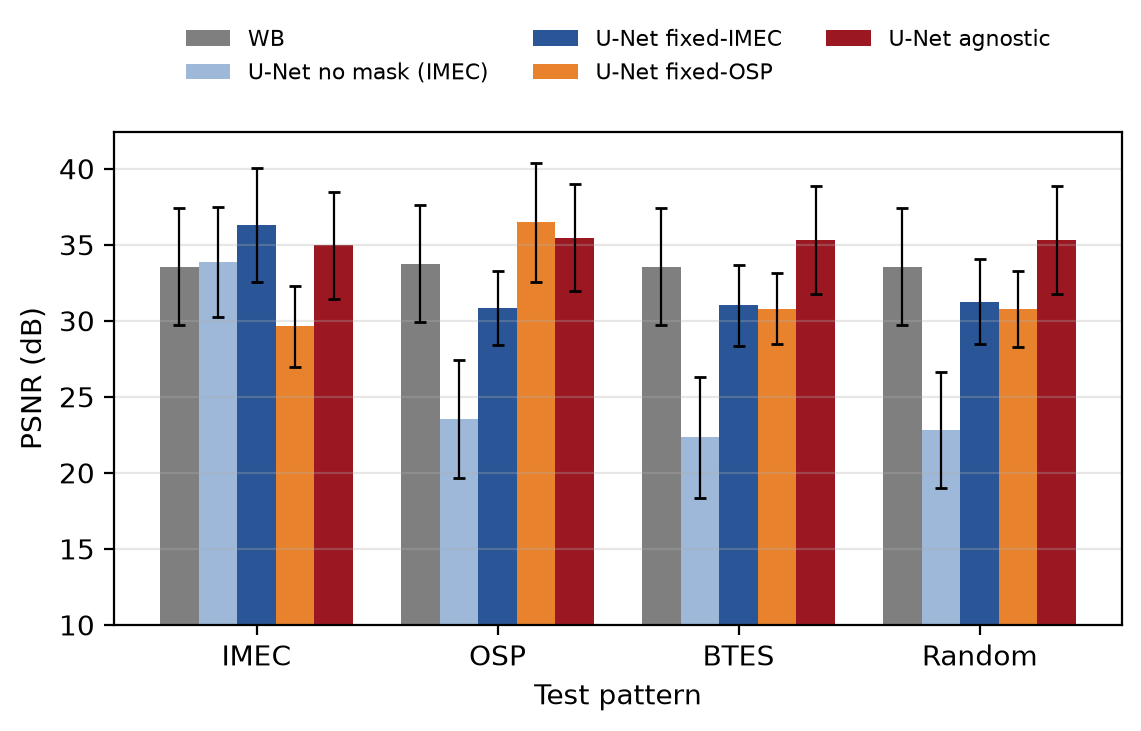 WB
U-Net no mask (IMEC)
U-Net fixed-IMEC
U-Net fixed-OSP
U-Net agnostic
PSNR (dB)
40
35
30
25
20
15
10
IMEC OSP BTES Random
Test pattern